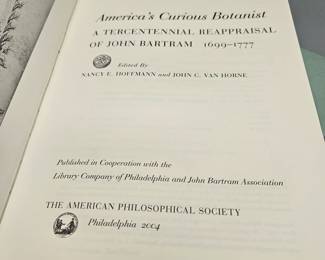 America's Curious Botanist
A TERCENTENNIAL REAPPRAISAL
OF JOHN BARTRAM 1699–1777
Edited By
NANCY E. HOFFMANN and JOHN C. VAN HORNE
Published in Cooperation with the
Library Company of Philadelphia and John Bartram Association
THE AMERICAN PHILOSOPHICAL SOCIETY
Philadelphia 2004